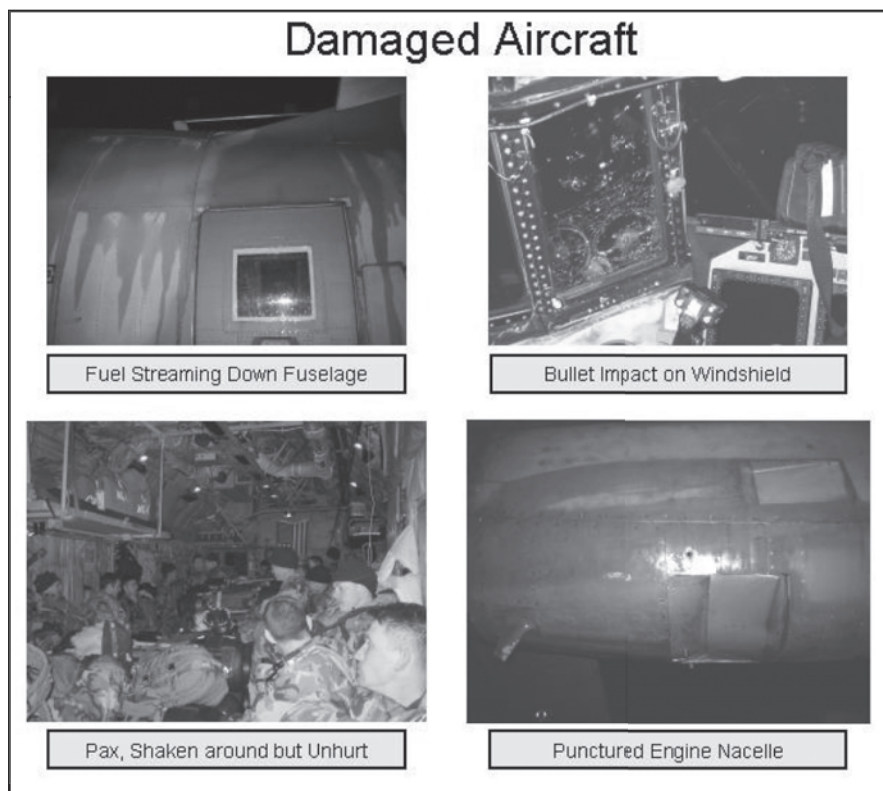 Damaged Aircraft
Fuel Streaming Down Fuselage
Bullet Impact on Windshield
Pax, Shaken around but Unhurt
Punctured Engine Nacelle